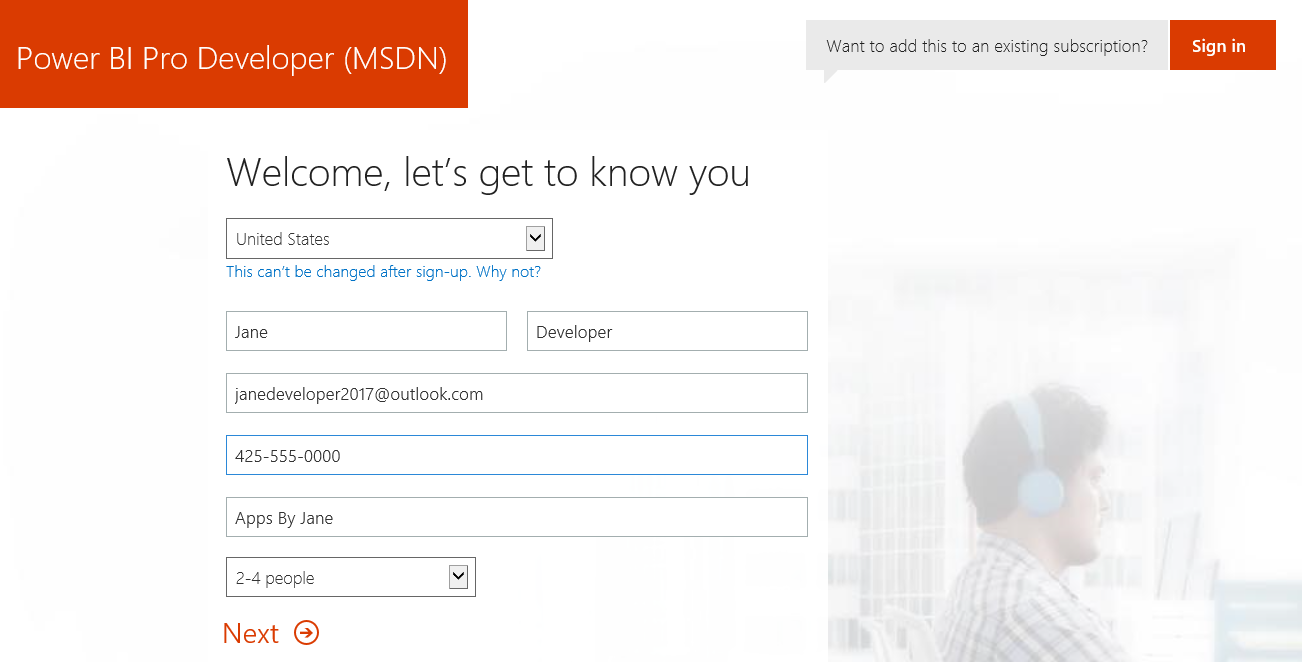 Power BI Pro Developer (MSDN)
Want to add this to an existing subscription?
Sign in
Welcome, let's get to know you
United States
This can't be changed after sign-up. Why not?
Jane
Developer
janedeveloper2017@outlook.com
425-555-0000
Apps By Jane
2-4 people
Next